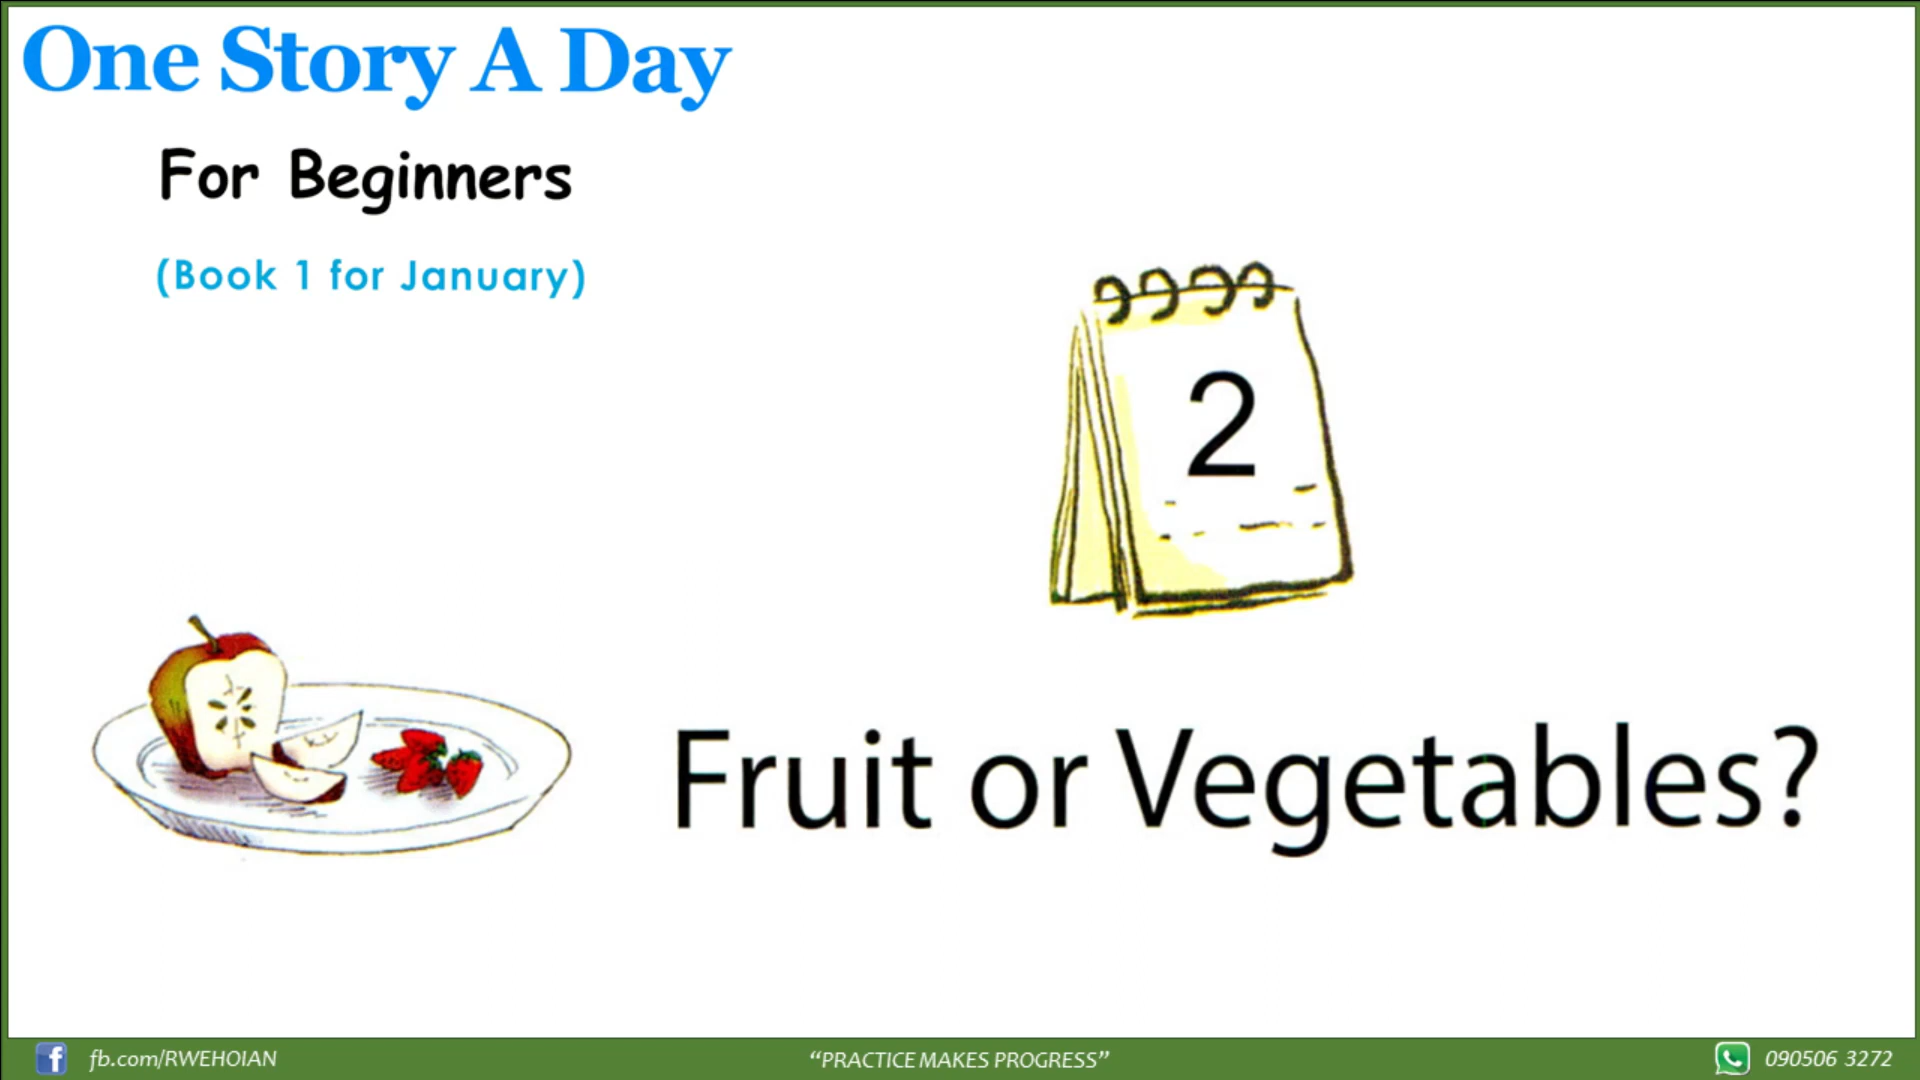 One Story A Day
For Beginners
(Book 1 for January)
2
Fruit or Vegetables?
fb.com/RWEHOIAN
“PRACTICE MAKES PROGRESS”
090506 3272